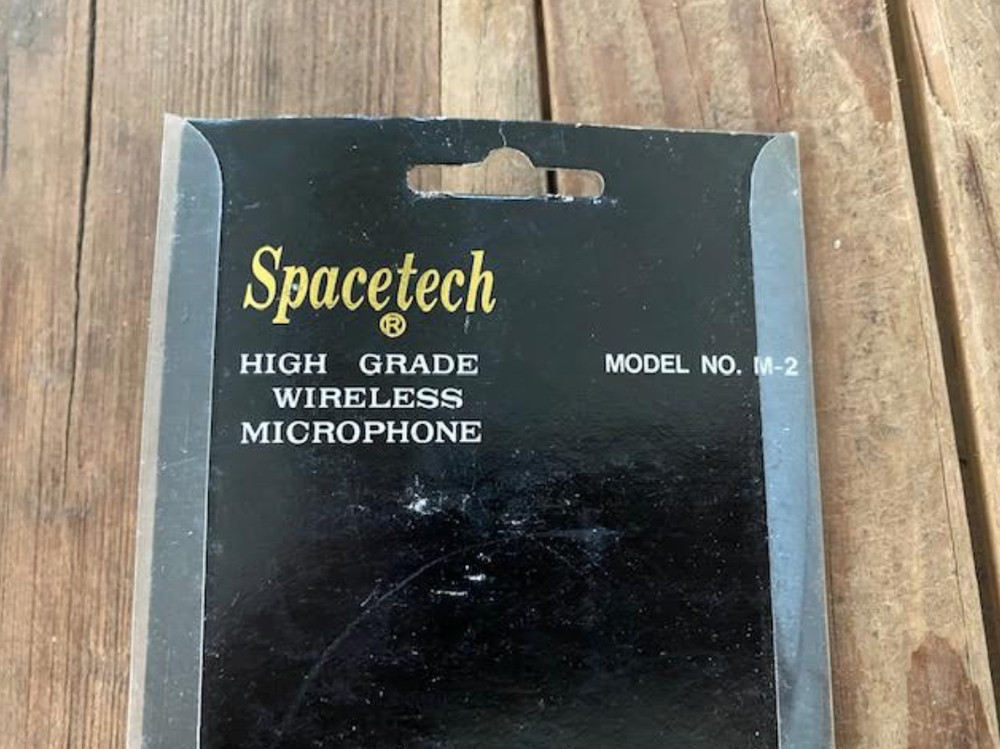 Spacetech
®
HIGH GRADE
WIRELESS
MICROPHONE
MODEL NO. M-2